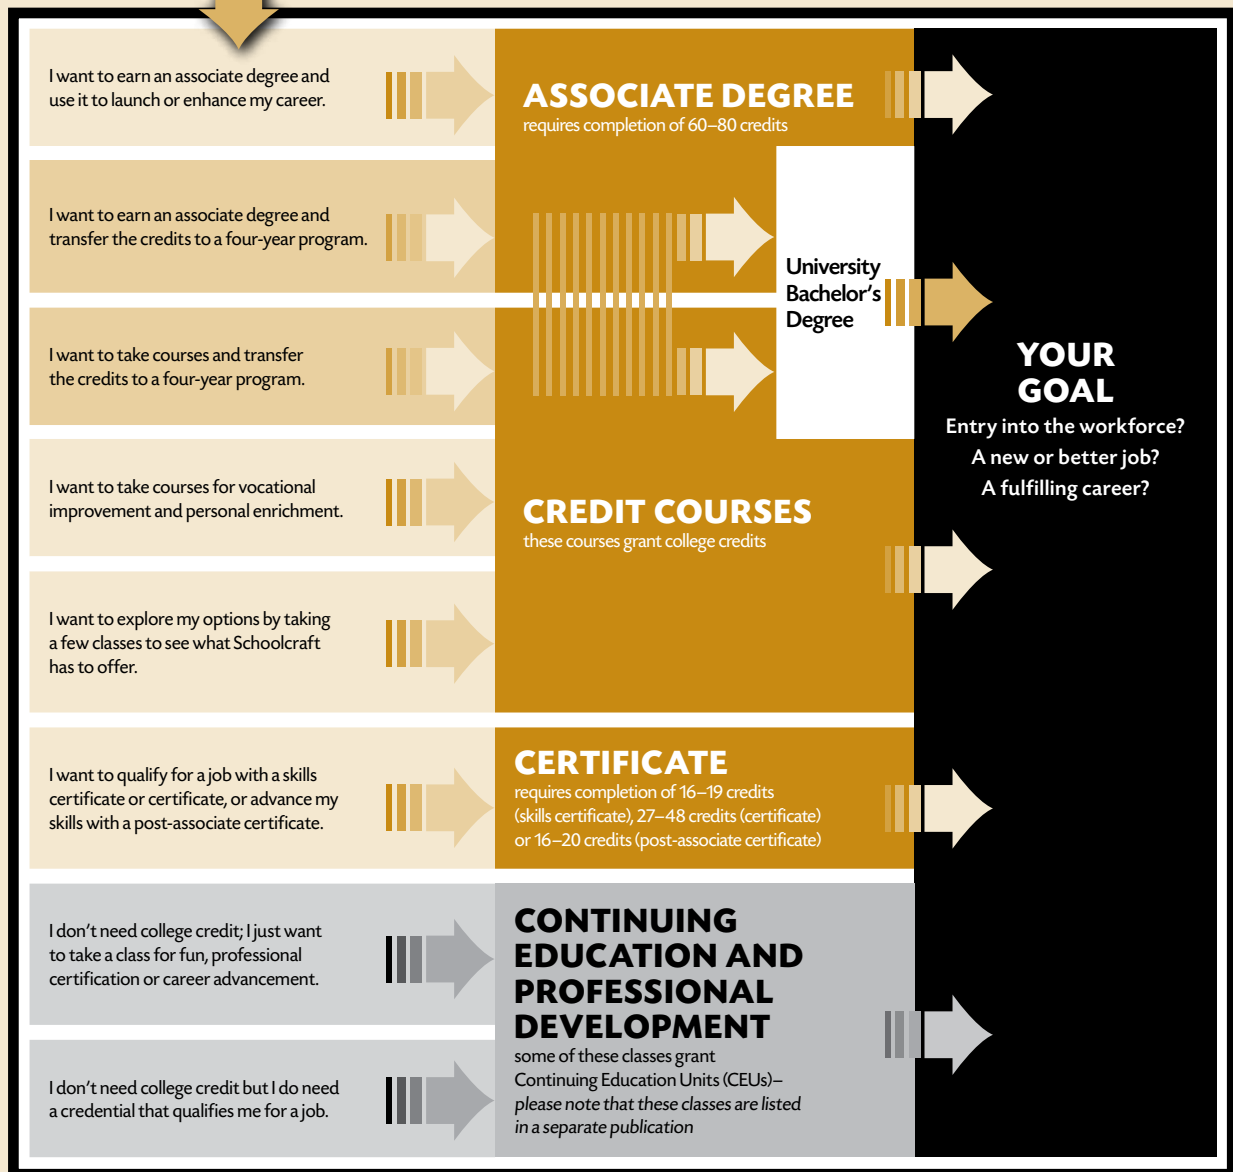 I want to earn an associate degree and
use it to launch or enhance my career.
ASSOCIATE DEGREE
requires completion of 60–80 credits
I want to earn an associate degree and
transfer the credits to a four-year program.
University
Bachelor's
Degree
I want to take courses and transfer
the credits to a four-year program.
YOUR
GOAL
Entry into the workforce?
A new or better job?
A fulfilling career?
I want to take courses for vocational
improvement and personal enrichment.
CREDIT COURSES
these courses grant college credits
I want to explore my options by taking
a few classes to see what Schoolcraft
has to offer.
I want to qualify for a job with a skills
certificate or certificate, or advance my
skills with a post-associate certificate.
CERTIFICATE
requires completion of 16–19 credits
(skills certificate), 27–48 credits (certificate)
or 16–20 credits (post-associate certificate)
I don't need college credit; I just want
to take a class for fun, professional
certification or career advancement.
CONTINUING
EDUCATION AND
PROFESSIONAL
DEVELOPMENT
some of these classes grant
Continuing Education Units (CEUs)–
please note that these classes are listed
in a separate publication
I don't need college credit but I do need
a credential that qualifies me for a job.